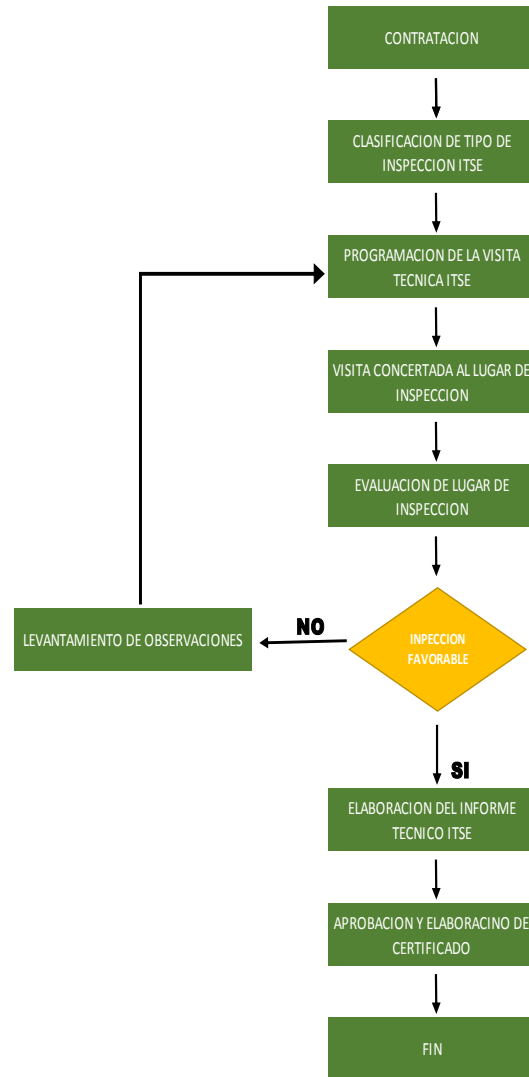 CONTRATACION
CLASIFICACION DE TIPO DE
INSPECCION ITSE
PROGRAMACION DE LA VISITA
TECNICA ITSE
VISITA CONCERTADA AL LUGAR DE
INSPECCION
EVALUACION DE LUGAR DE
INSPECCION
LEVANTAMIENTO DE OBSERVACIONES
NO
INPECCION
FAVORABLE
SI
ELABORACION DEL INFORME
TECNICO ITSE
APROBACION Y ELABORACINO DE
CERTIFICADO
FIN